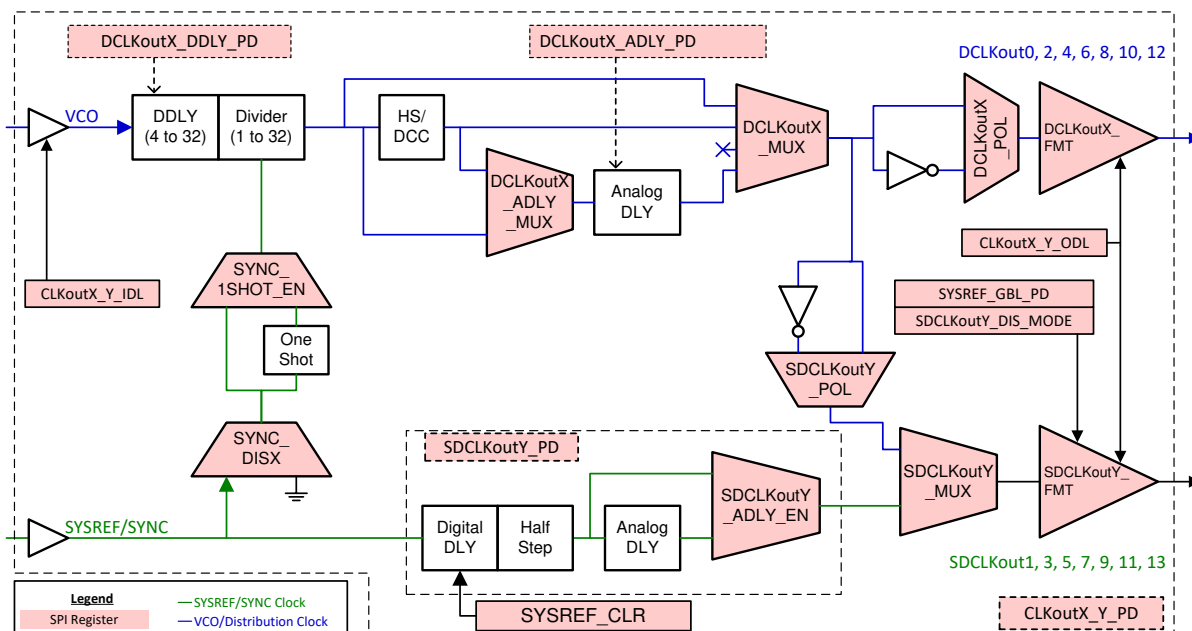 DCLKoutX_DDLY_PD
DCLKoutX_ADLY_PD
DCLKout0, 2, 4, 6, 8, 10, 12
VCO
DDLY
(4 to 32)
Divider
(1 to 32)
HS/
DCC
DCLKoutX
_MUX
DCLKoutX
_POL
DCLKoutX_
FMT
DCLKoutX
_ADLY
_MUX
Analog
DLY
CLKoutX_Y_ODL
CLKoutX_Y_IDL
SYNC_
1SHOT_EN
SYSREF_GBL_PD
SDCLKoutY_DIS_MODE
One
Shot
SDCLKoutY
_POL
SYNC_
DISX
SDCLKoutY_PD
SDCLKoutY
_ADLY_EN
SDCLKoutY
_MUX
SDCLKoutY_
FMT
SYSREF/SYNC
Digital
DLY
Half
Step
Analog
DLY
SDCLKout1, 3, 5, 7, 9, 11, 13
Legend
SPI Register
SYSREF/SYNC Clock
VCO/Distribution Clock
SYSREF_CLR
CLKoutX_Y_PD